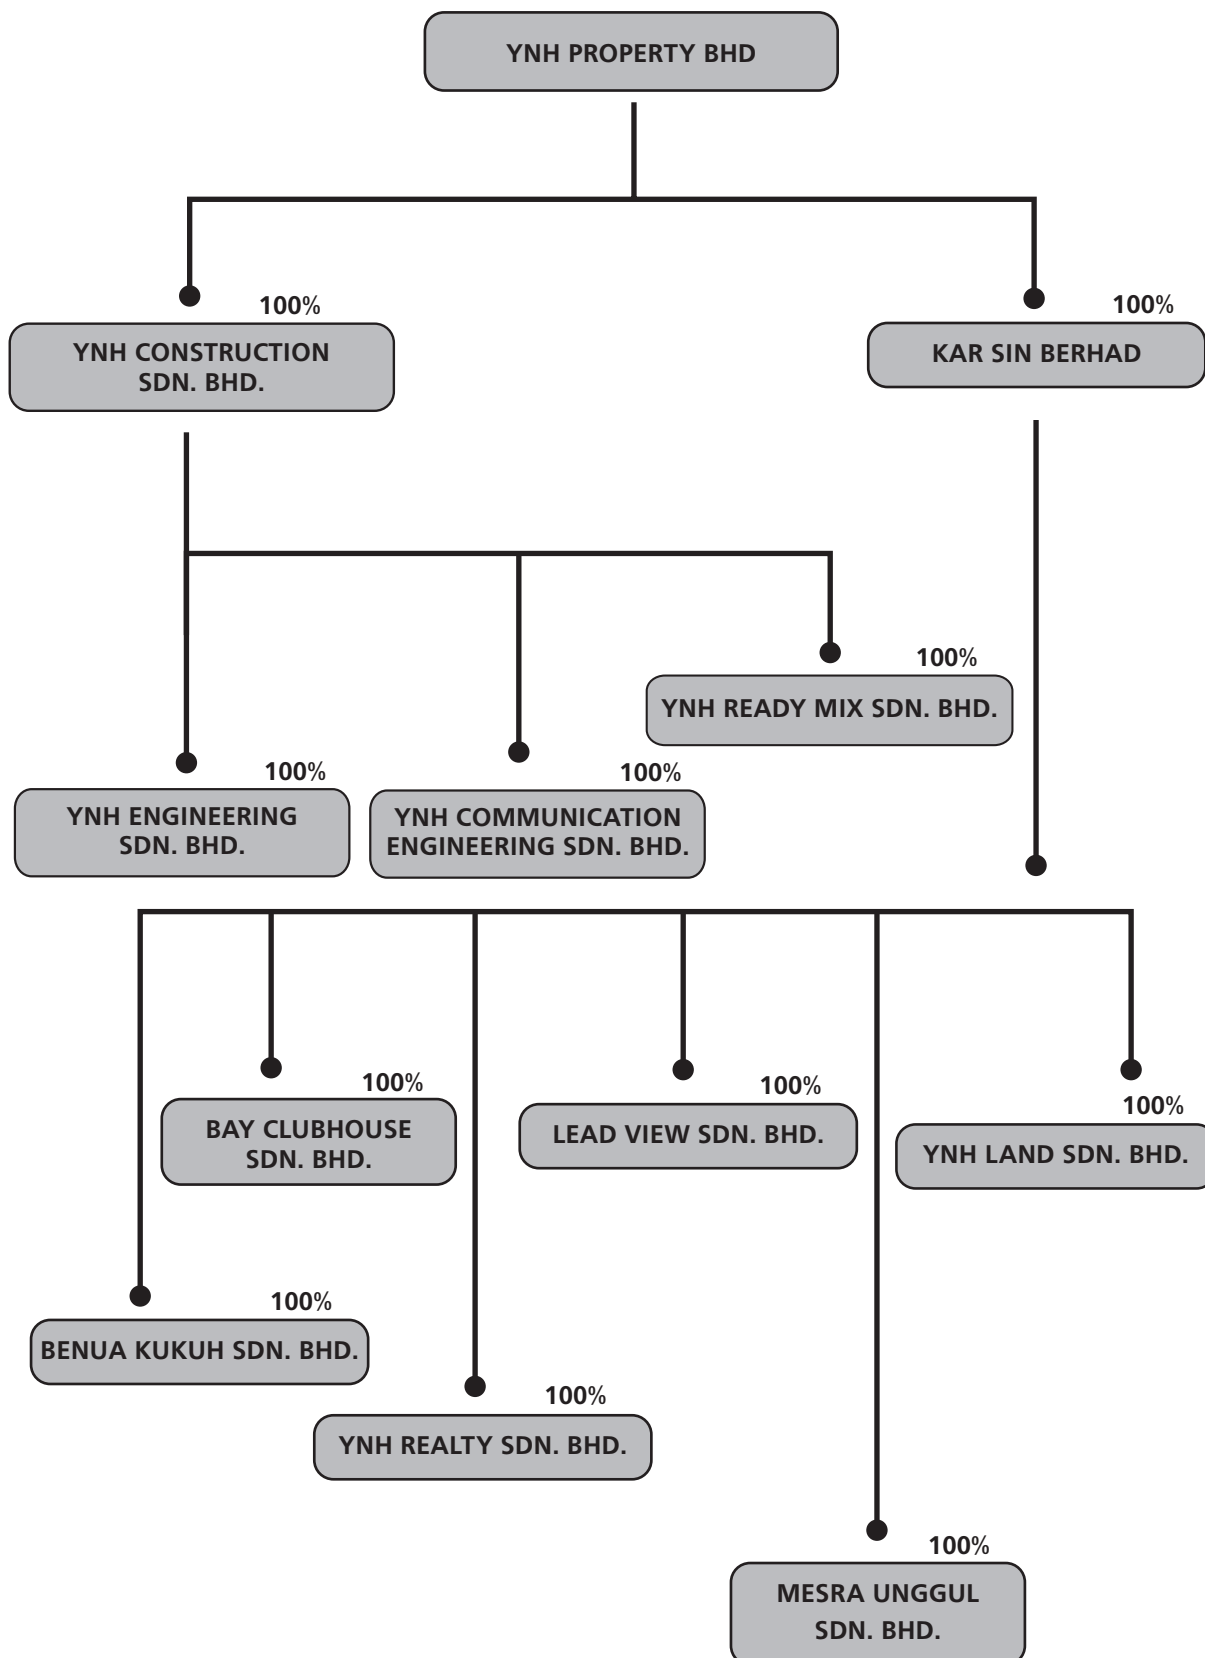 YNH PROPERTY BHD
100%
YNH CONSTRUCTION
SDN. BHD.
100%
KAR SIN BERHAD
100%
YNH READY MIX SDN. BHD.
100%
YNH ENGINEERING
SDN. BHD.
100%
YNH COMMUNICATION
ENGINEERING SDN. BHD.
100%
BAY CLUBHOUSE
SDN. BHD.
100%
LEAD VIEW SDN. BHD.
100%
YNH LAND SDN. BHD.
100%
BENUA KUKUH SDN. BHD.
100%
YNH REALTY SDN. BHD.
100%
MESRA UNGGUL
SDN. BHD.